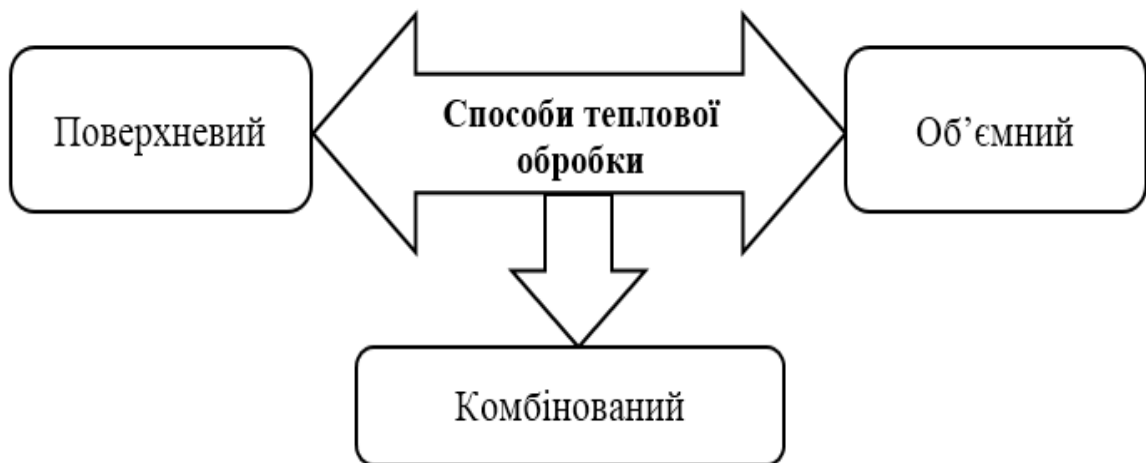 Способи теплової
обробки
Поверхневий
Об’ємний
Комбінований